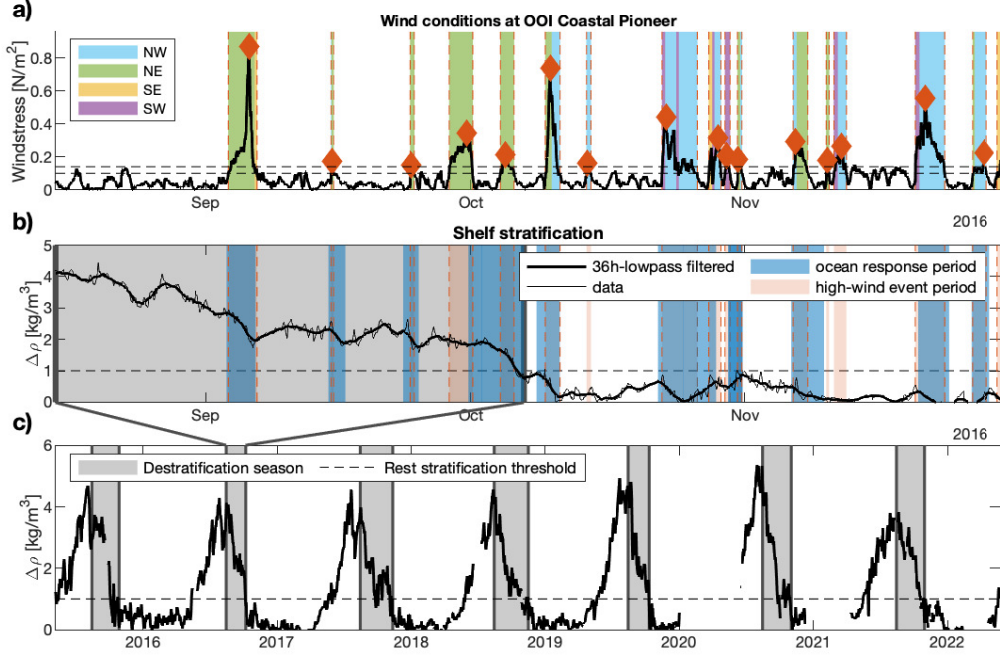 a)
Wind conditions at OOI Coastal Pioneer
Windstress [N/m²]
0.8
0.6
0.4
0.2
0
NW
NE
SE
SW
Sep
Oct
Nov
2016
b)
Shelf stratification
Δρ [kg/m³]
5
4
3
2
1
0
36h-lowpass filtered
data
ocean response period
high-wind event period
Sep
Oct
Nov
2016
c)
Δρ [kg/m³]
6
4
2
0
Destratification season
Rest stratification threshold
2016
2017
2018
2019
2020
2021
2022